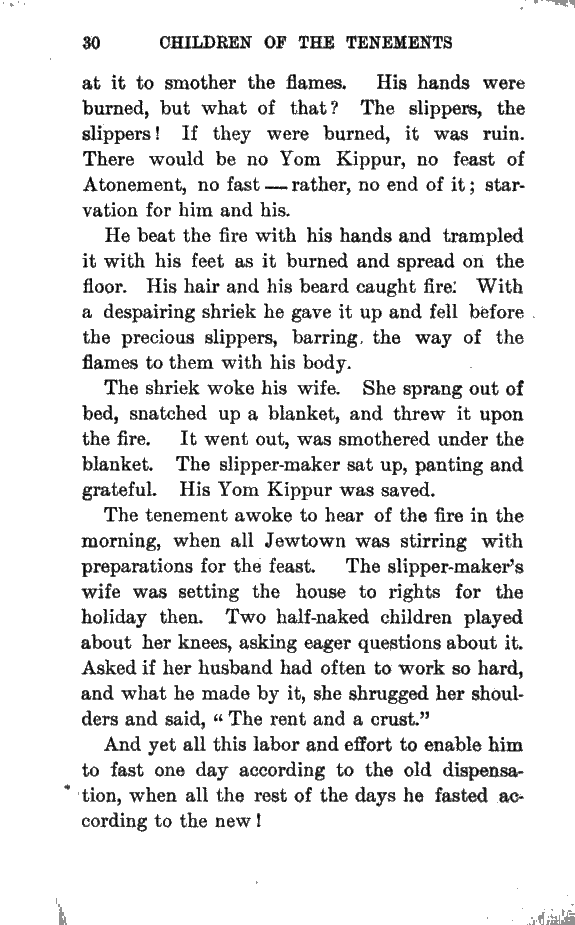 30 CHILDREN OF THE TENEMENTS
at it to smother the flames. His hands were
burned, but what of that? The slippers, the
slippers! If they were burned, it was ruin.
There would be no Yom Kippur, no feast of
Atonement, no fast — rather, no end of it; star-
vation for him and his.
He beat the fire with his hands and trampled
it with his feet as it burned and spread on the
floor. His hair and his beard caught fire. With
a despairing shriek he gave it up and fell before
the precious slippers, barring the way of the
flames to them with his body.
The shriek woke his wife. She sprang out of
bed, snatched up a blanket, and threw it upon
the fire. It went out, was smothered under the
blanket. The slipper-maker sat up, panting and
grateful. His Yom Kippur was saved.
The tenement awoke to hear of the fire in the
morning, when all Jewtown was stirring with
preparations for the feast. The slipper-maker's
wife was setting the house to rights for the
holiday then. Two half-naked children played
about her knees, asking eager questions about it.
Asked if her husband had often to work so hard,
and what he made by it, she shrugged her shoul-
ders and said, “The rent and a crust.”
And yet all this labor and effort to enable him
to fast one day according to the old dispensa-
tion, when all the rest of the days he fasted ac-
cording to the new!